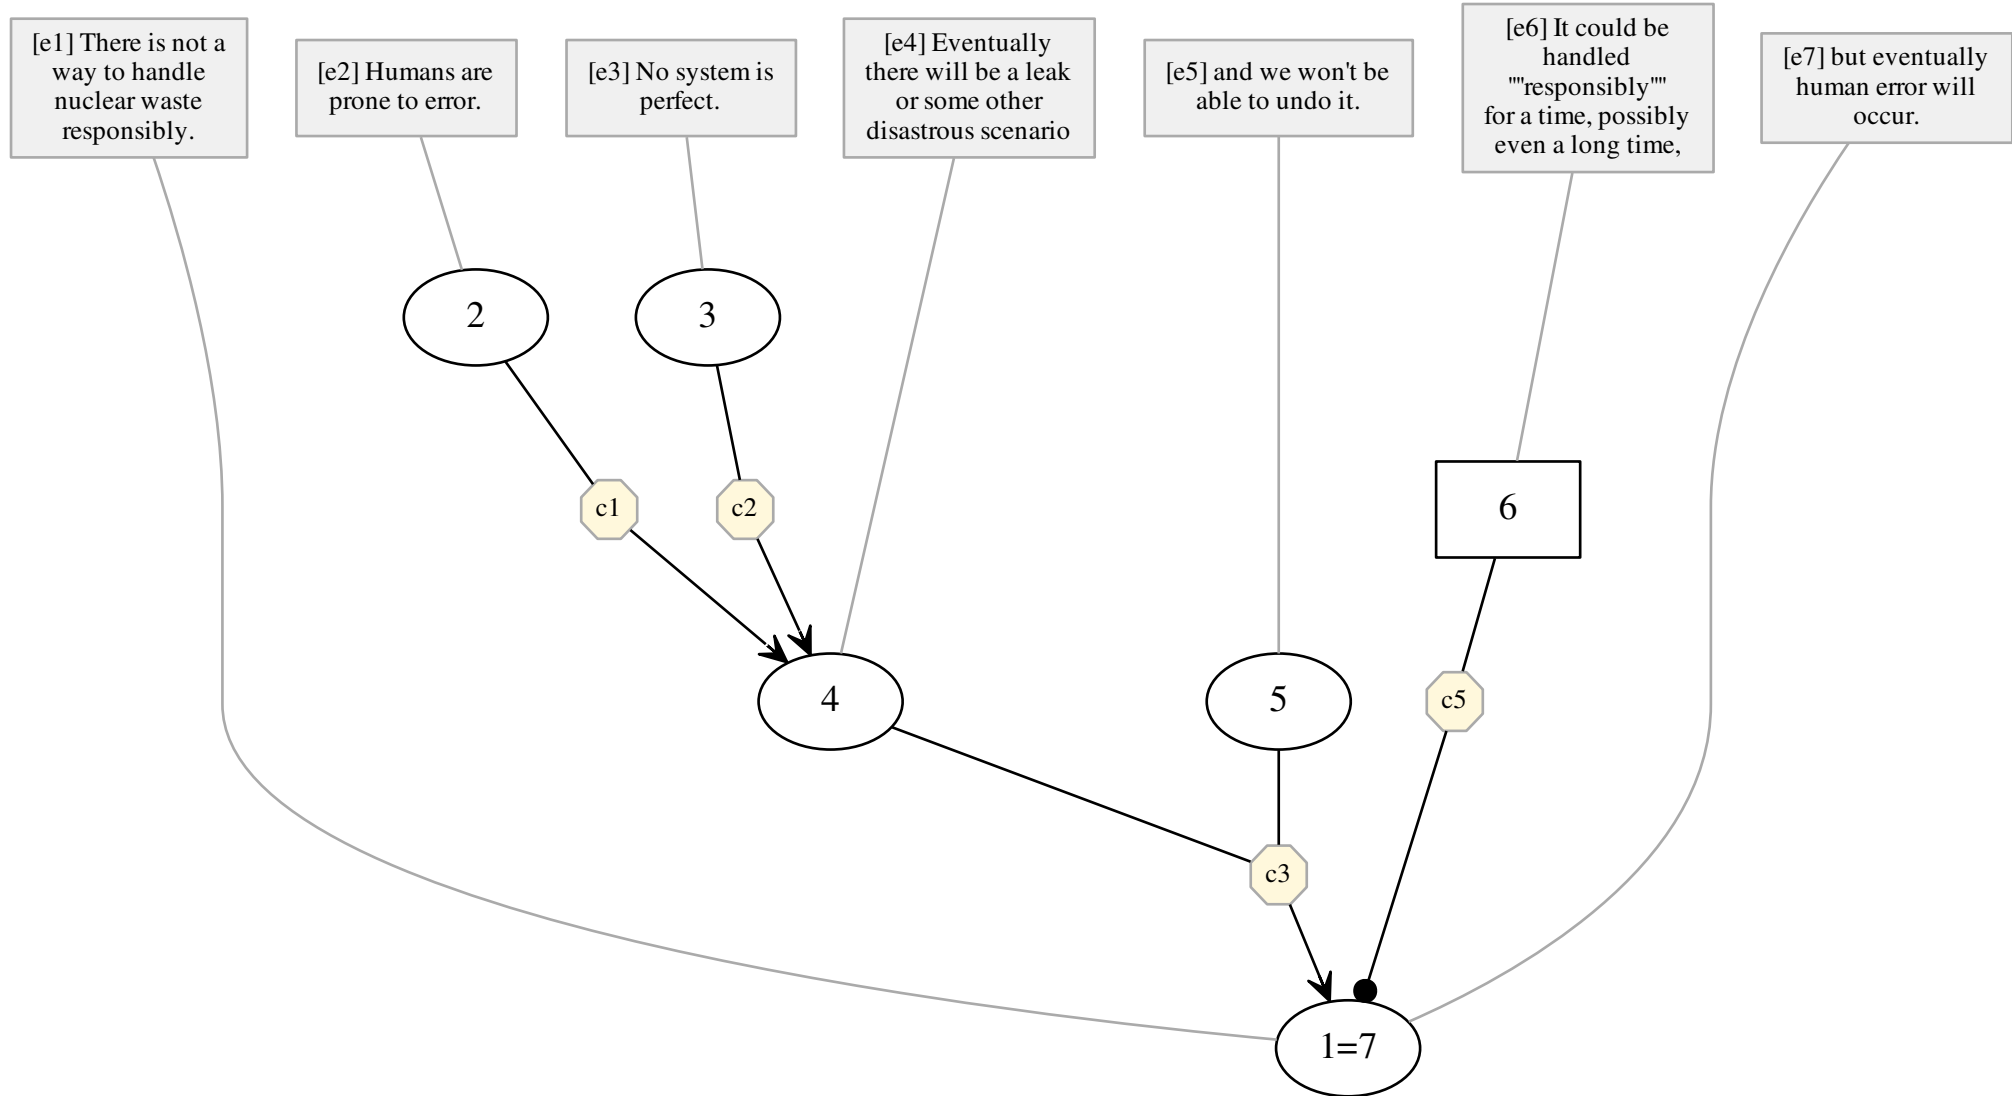 [e1] There is not a
way to handle
nuclear waste
responsibly.
[e2] Humans are
prone to error.
[e3] No system is
perfect.
[e4] Eventually
there will be a leak
or some other
disastrous scenario
[e5] and we won't be
able to undo it.
[e6] It could be
handled
""responsibly""
for a time, possibly
even a long time,
[e7] but eventually
human error will
occur.
2
3
c1
c2
6
4
5
c5
c3
1=7